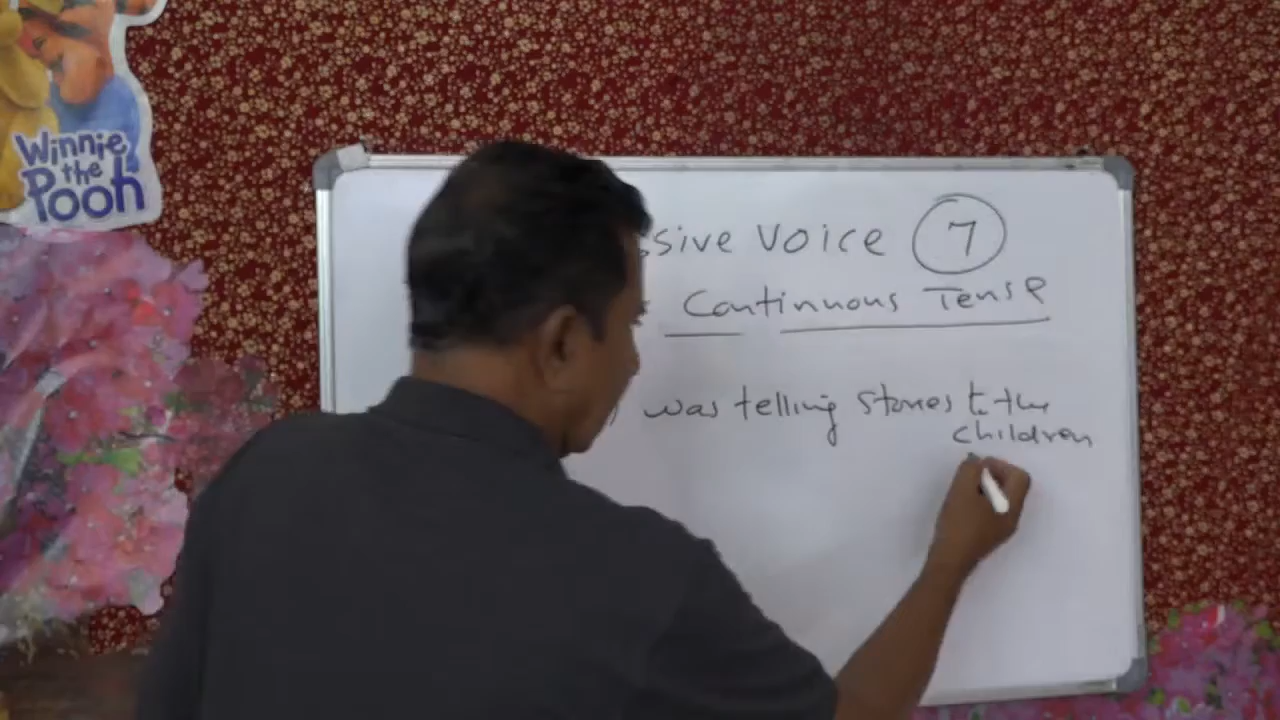 Winnie
the
Pooh
ssive Voice 7
Continuous Tense
was telling stories to the
children